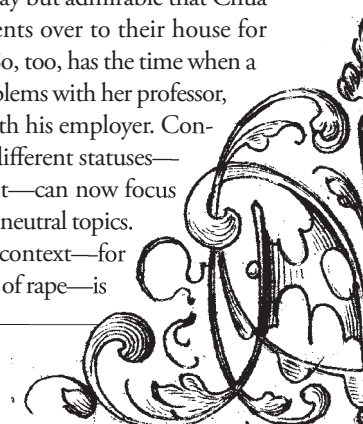 ay but admirable that Chua
ents over to their house for
So, too, has the time when a
blems with her professor,
th his employer. Con-
different statuses—
t—can now focus
neutral topics.
context—for
of rape—is